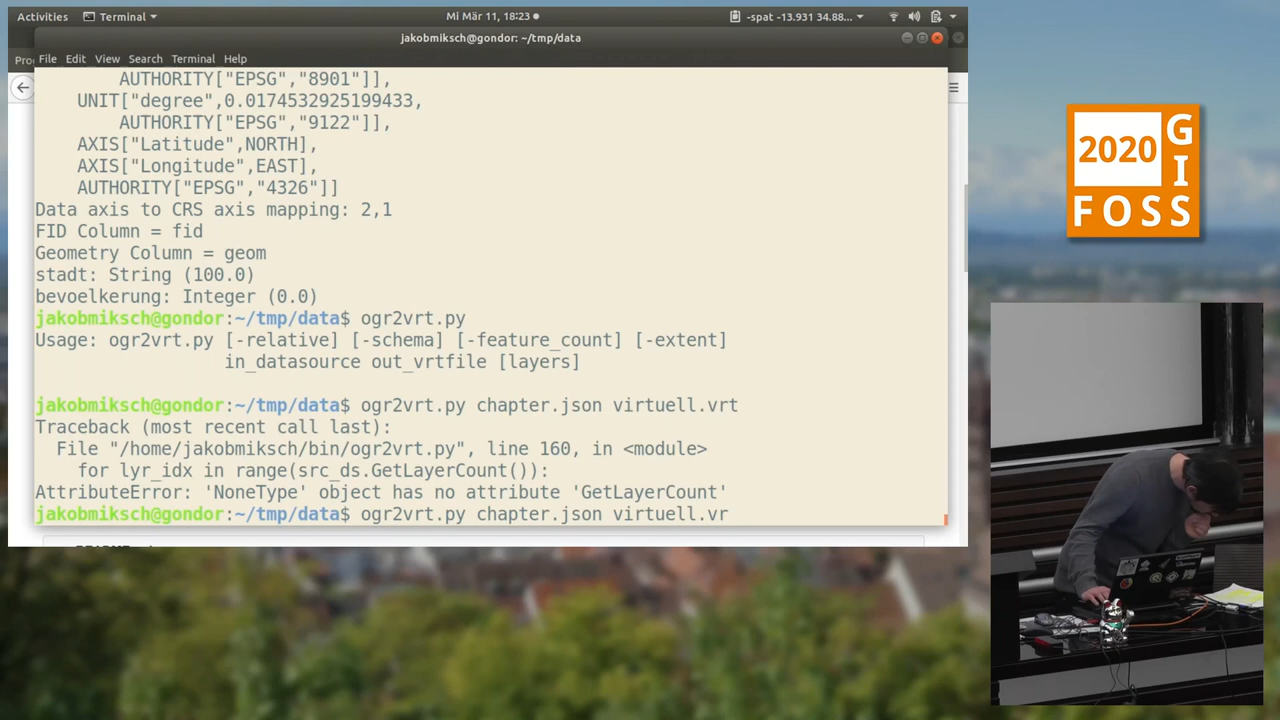 Activities Terminal Mi Mär 11, 18:23 -spat -13.931 34.88...
jakobmiksch@gondor: ~/tmp/data
File Edit View Search Terminal Help
AUTHORITY["EPSG","8901"]],
UNIT["degree",0.0174532925199433,
AUTHORITY["EPSG","9122"]],
AXIS["Latitude",NORTH],
AXIS["Longitude",EAST],
AUTHORITY["EPSG","4326"]]
Data axis to CRS axis mapping: 2,1
FID Column = fid
Geometry Column = geom
stadt: String (100.0)
bevoelkerung: Integer (0.0)
jakobmiksch@gondor:~/tmp/data$ ogr2vrt.py
Usage: ogr2vrt.py [-relative] [-schema] [-feature_count] [-extent]
in_datasource out_vrtfile [layers]
jakobmiksch@gondor:~/tmp/data$ ogr2vrt.py chapter.json virtuell.vrt
Traceback (most recent call last):
File "/home/jakobmiksch/bin/ogr2vrt.py", line 160, in <module>
for lyr_idx in range(src_ds.GetLayerCount()):
AttributeError: 'NoneType' object has no attribute 'GetLayerCount'
jakobmiksch@gondor:~/tmp/data$ ogr2vrt.py chapter.json virtuell.vr
2020
GIS
FOSS